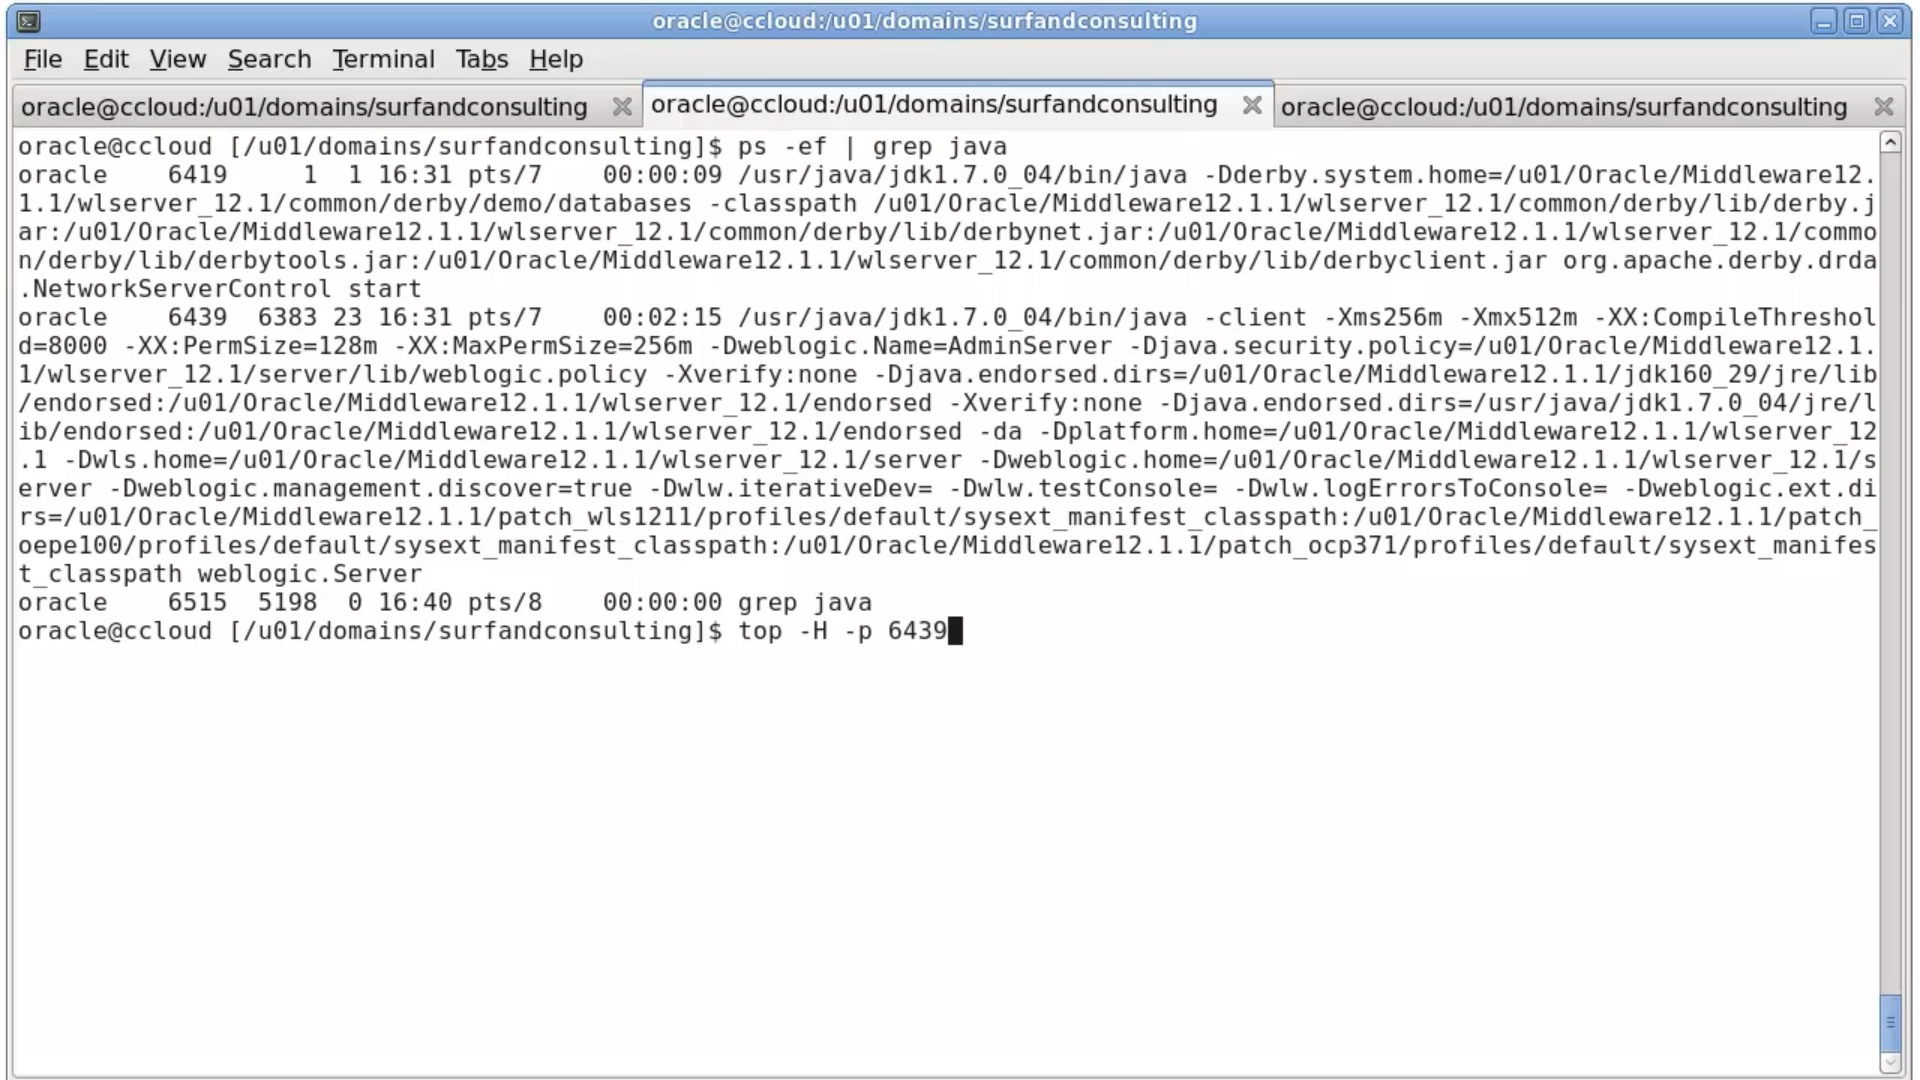 oracle@ccloud:/u01/domains/surfandconsulting
File Edit View Search Terminal Tabs Help
oracle@ccloud:/u01/domains/surfandconsulting oracle@ccloud:/u01/domains/surfandconsulting oracle@ccloud:/u01/domains/surfandconsulting
oracle@ccloud [/u01/domains/surfandconsulting]$ ps -ef | grep java
oracle    6419     1  1 16:31 pts/7    00:00:09 /usr/java/jdk1.7.0_04/bin/java -Dderby.system.home=/u01/Oracle/Middleware12.
1.1/wlserver_12.1/common/derby/demo/databases -classpath /u01/Oracle/Middleware12.1.1/wlserver_12.1/common/derby/lib/derby.j
ar:/u01/Oracle/Middleware12.1.1/wlserver_12.1/common/derby/lib/derbynet.jar:/u01/Oracle/Middleware12.1.1/wlserver_12.1/commo
n/derby/lib/derbytools.jar:/u01/Oracle/Middleware12.1.1/wlserver_12.1/common/derby/lib/derbyclient.jar org.apache.derby.drda
.NetworkServerControl start
oracle    6439  6383 23 16:31 pts/7    00:02:15 /usr/java/jdk1.7.0_04/bin/java -client -Xms256m -Xmx512m -XX:CompileThreshol
d=8000 -XX:PermSize=128m -XX:MaxPermSize=256m -Dweblogic.Name=AdminServer -Djava.security.policy=/u01/Oracle/Middleware12.1.
1/wlserver_12.1/server/lib/weblogic.policy -Xverify:none -Djava.endorsed.dirs=/u01/Oracle/Middleware12.1.1/jdk160_29/jre/lib
/endorsed:/u01/Oracle/Middleware12.1.1/wlserver_12.1/endorsed -Xverify:none -Djava.endorsed.dirs=/usr/java/jdk1.7.0_04/jre/l
ib/endorsed:/u01/Oracle/Middleware12.1.1/wlserver_12.1/endorsed -da -Dplatform.home=/u01/Oracle/Middleware12.1.1/wlserver_12
.1 -Dwls.home=/u01/Oracle/Middleware12.1.1/wlserver_12.1/server -Dweblogic.home=/u01/Oracle/Middleware12.1.1/wlserver_12.1/s
erver -Dweblogic.management.discover=true -Dwlw.iterativeDev= -Dwlw.testConsole= -Dwlw.logErrorsToConsole= -Dweblogic.ext.di
rs=/u01/Oracle/Middleware12.1.1/patch_wls1211/profiles/default/sysext_manifest_classpath:/u01/Oracle/Middleware12.1.1/patch_
oepe100/profiles/default/sysext_manifest_classpath:/u01/Oracle/Middleware12.1.1/patch_ocp371/profiles/default/sysext_manifes
t_classpath weblogic.Server
oracle    6515  5198  0 16:40 pts/8    00:00:00 grep java
oracle@ccloud [/u01/domains/surfandconsulting]$ top -H -p 6439